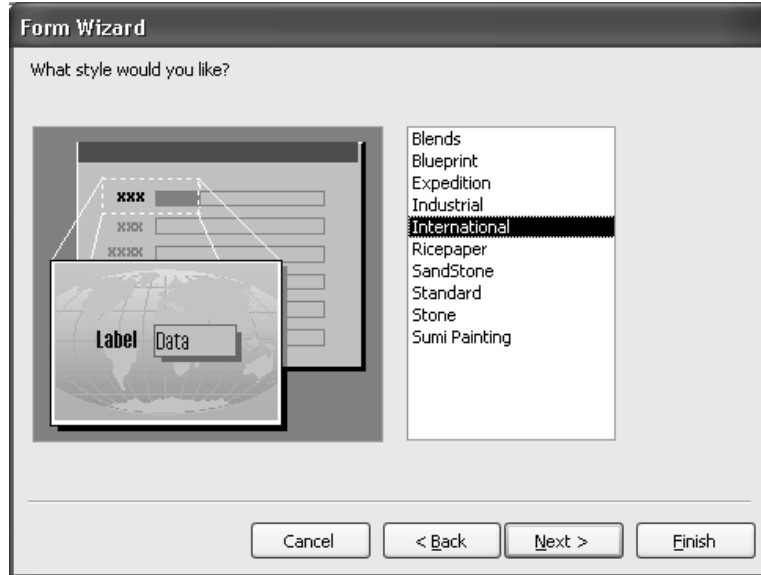 Form Wizard
What style would you like?
xxx
xxx
xxxx
Label Data
Blends
Blueprint
Expedition
Industrial
International
Ricepaper
SandStone
Standard
Stone
Sumi Painting
Cancel
< Back
Next >
Finish